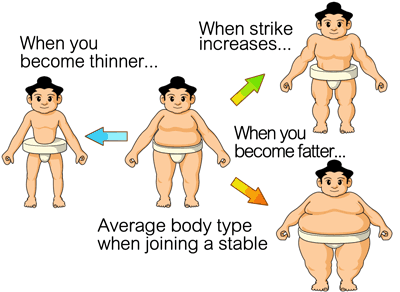 When you
become thinner...
When strike
increases...
When you
become fatter...
Average body type
when joining a stable